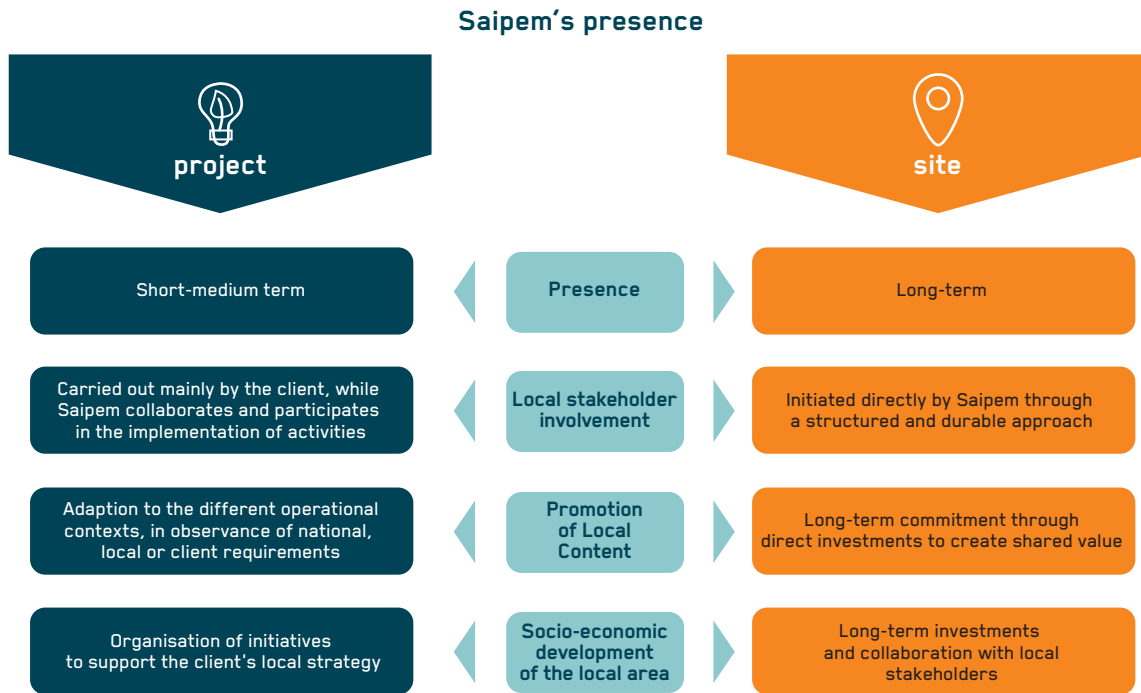 Saipem's presence
project
site
Short-medium term
Presence
Long-term
Carried out mainly by the client, while
Saipem collaborates and participates
in the implementation of activities
Local stakeholder
involvement
Initiated directly by Saipem through
a structured and durable approach
Adaption to the different operational
contexts, in observance of national,
local or client requirements
Promotion
of Local
Content
Long-term commitment through
direct investments to create shared value
Organisation of initiatives
to support the client's local strategy
Socio-economic
development
of the local area
Long-term investments
and collaboration with local
stakeholders